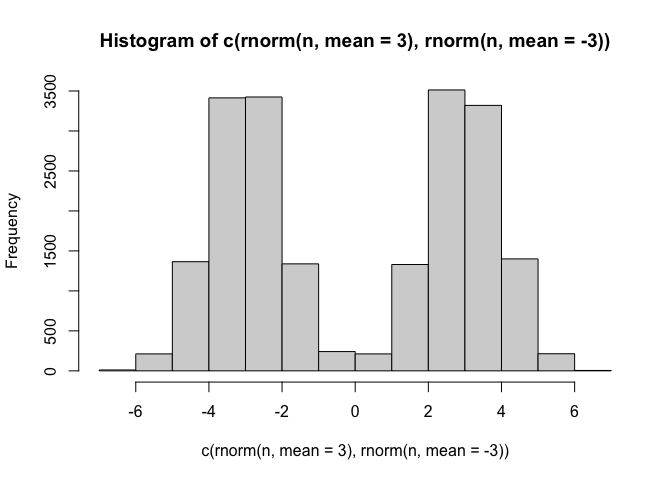 Histogram of c(rnorm(n, mean = 3), rnorm(n, mean = -3))
Frequency
3500
2500
1500
500
0
-6 -4 -2 0 2 4 6
c(rnorm(n, mean = 3), rnorm(n, mean = -3))